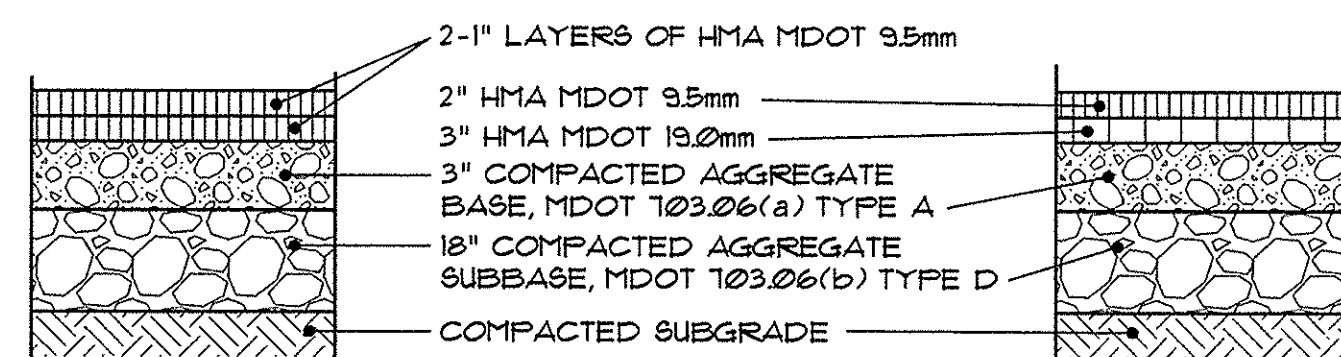 2-1" LAYERS OF HMA MDOT 9.5mm
2" HMA MDOT 9.5mm
3" HMA MDOT 19.0mm
3" COMPACTED AGGREGATE
BASE, MDOT 703.06(a) TYPE A
18" COMPACTED AGGREGATE
SUBBASE, MDOT 703.06(b) TYPE D
COMPACTED SUBGRADE